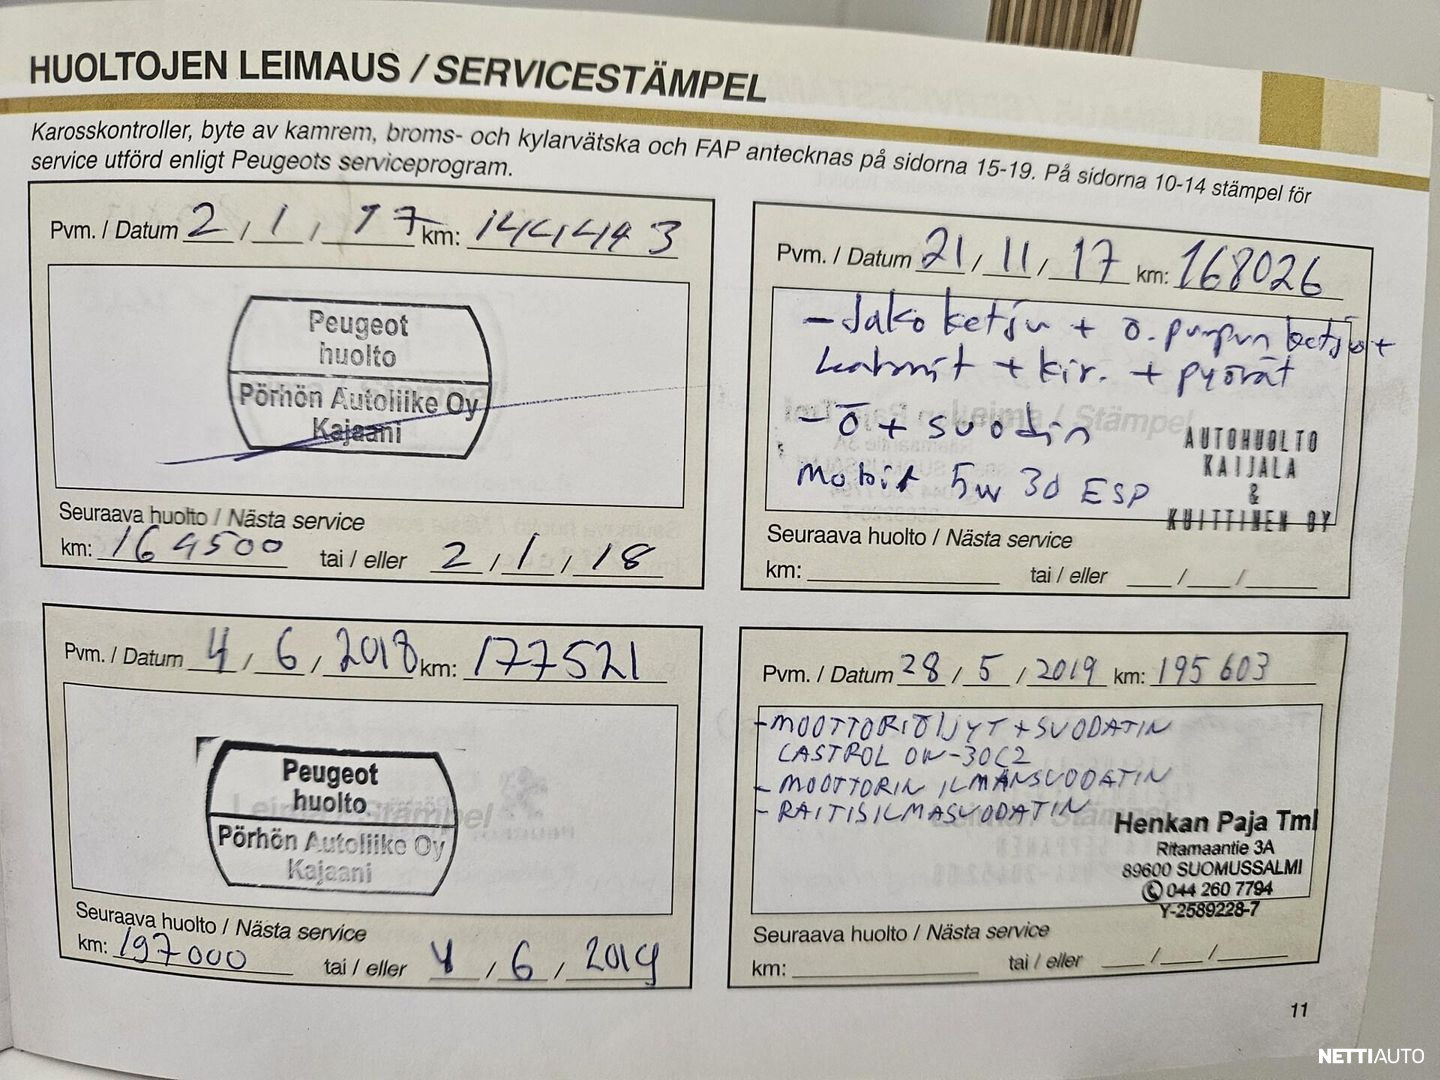 HUOLTOJEN LEIMAUS / SERVICESTÄMPEL
Karosskontroller, byte av kamrem, broms- och kylarvätska och FAP antecknas på sidorna 15-19. På sidorna 10-14 stämpel för
service utförd enligt Peugeots serviceprogram.
Pvm. / Datum 2 / 1 / 17 km: 144443
Peugeot
huolto
Pörhön Autoliike Oy
Kajaani
Seuraava huolto / Nästa service
km: 164500 tai / eller 2 / 1 / 18
Pvm. / Datum 21 / 11 / 17 km: 168026
- Jako ketju + ö. pumpun ketju +
+ kir. + pyörät
- Ö + suodin
Mobil 5w 30 ESP
AUTOHUOLTO
KAIJALA
&
KUITTINEN OY
Seuraava huolto / Nästa service
km: tai / eller / /
Pvm. / Datum 4 / 6 / 2018 km: 177521
Peugeot
huolto
Pörhön Autoliike Oy
Kajaani
Seuraava huolto / Nästa service
km: 197000 tai / eller 4 / 6 / 2019
Pvm. / Datum 28 / 5 / 2019 km: 195 603
- MOOTTORIÖLJYT + SUODATIN
CASTROL 0W-30C2
- MOOTTORIN ILMANSUODATIN
- RAITISILMASUODATIN
Henkan Paja Tml
Ritamaantie 3A
89600 SUOMUSSALMI
044 260 7794
Y-2589228-7
Seuraava huolto / Nästa service
km: tai / eller / /
11
NETTIAUTO